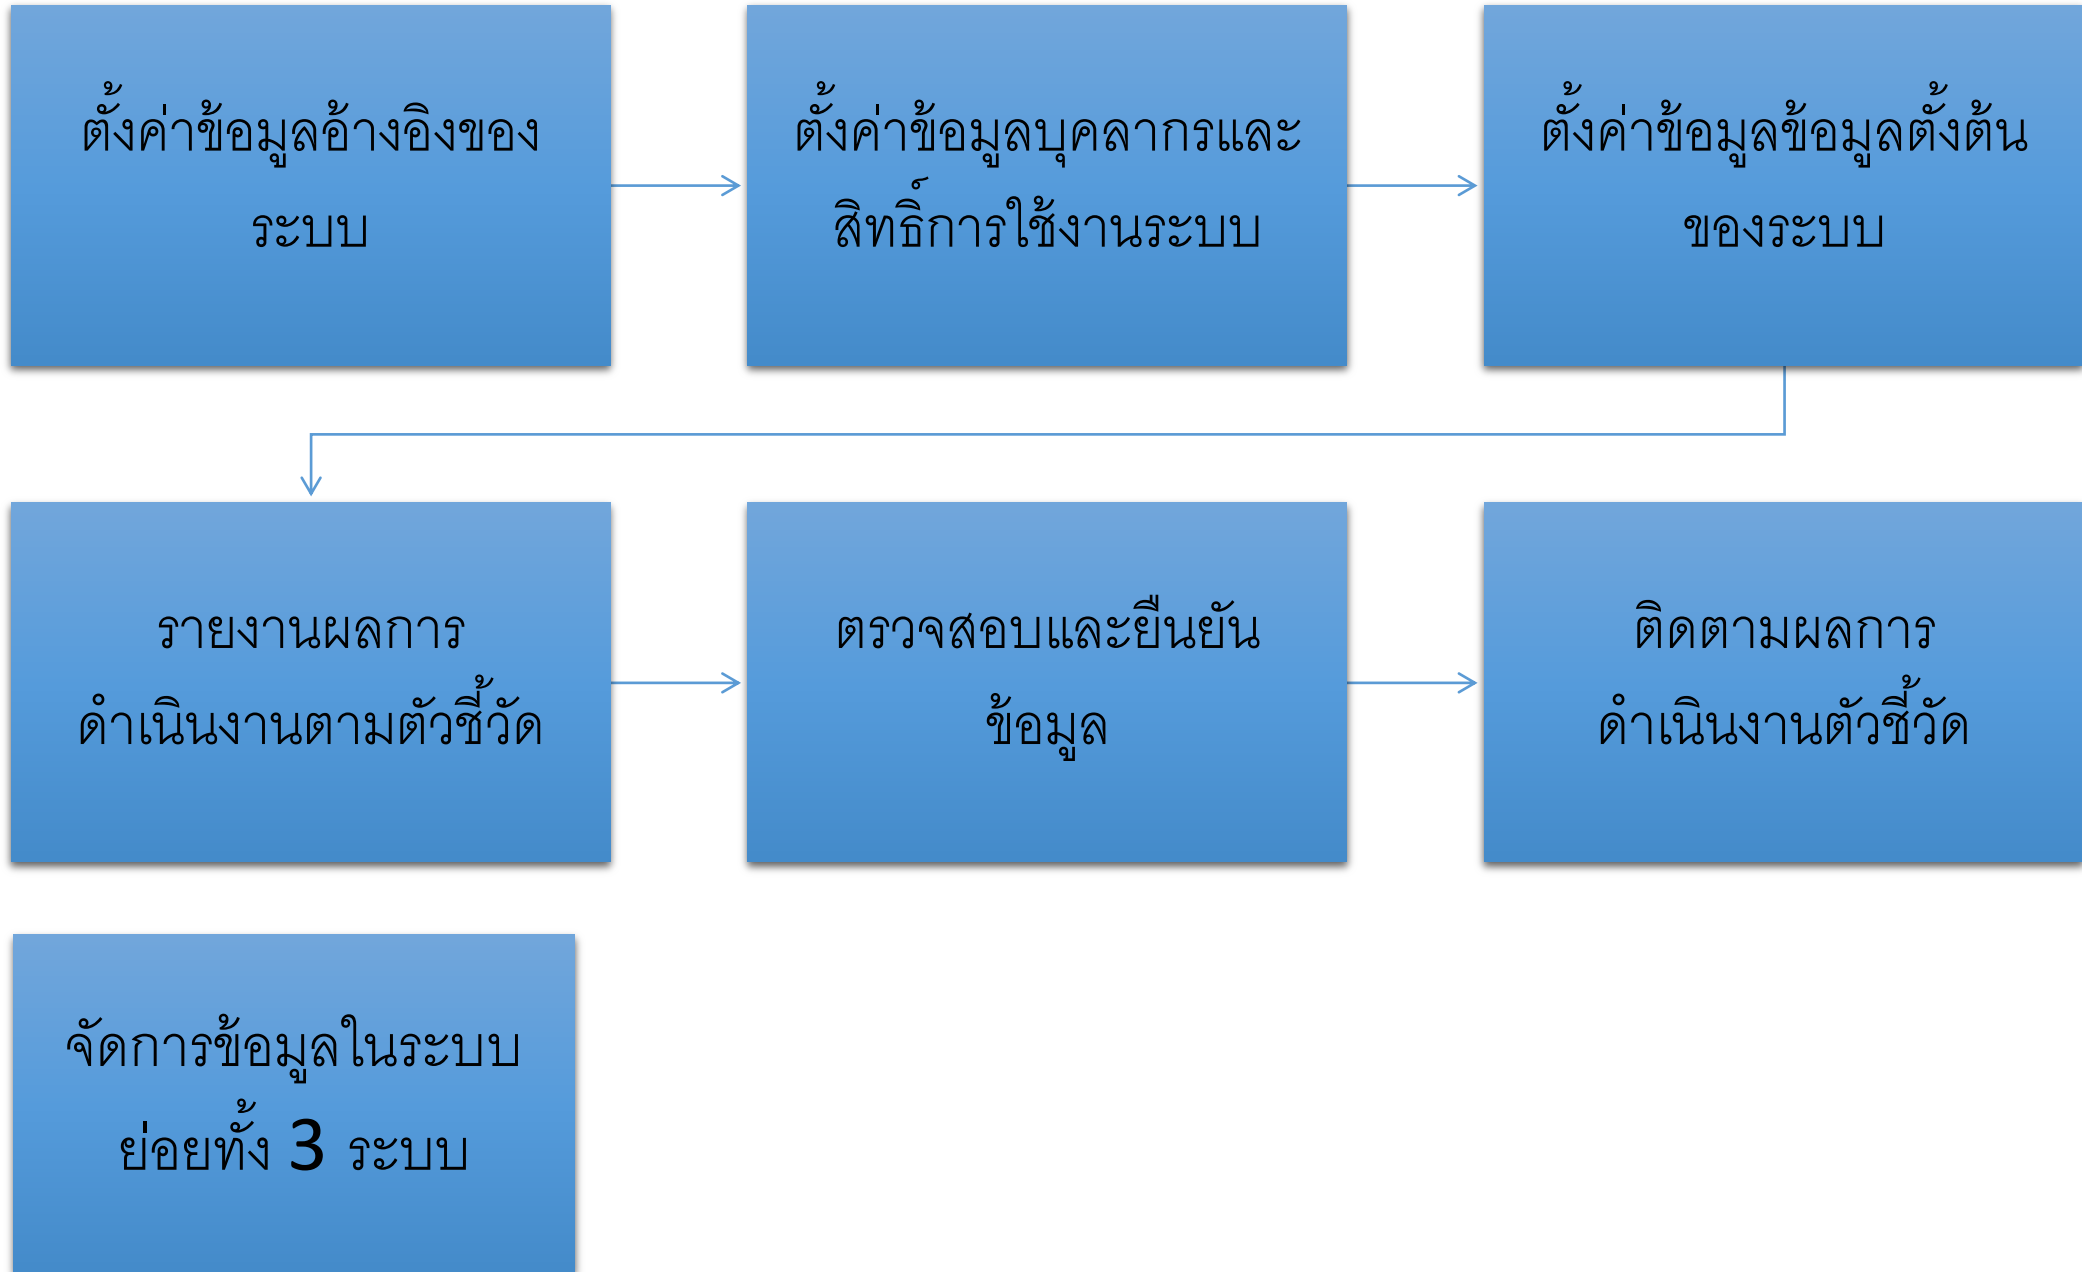 ตั้งค่าข้อมูลอ้างอิงของ
ระบบ
ตั้งค่าข้อมูลบุคลากรและ
สิทธิ์การใช้งานระบบ
ตั้งค่าข้อมูลข้อมูลตั้งต้น
ของระบบ
รายงานผลการ
ดำเนินงานตามตัวชี้วัด
ตรวจสอบและยืนยัน
ข้อมูล
ติดตามผลการ
ดำเนินงานตัวชี้วัด
จัดการข้อมูลในระบบ
ย่อยทั้ง 3 ระบบ